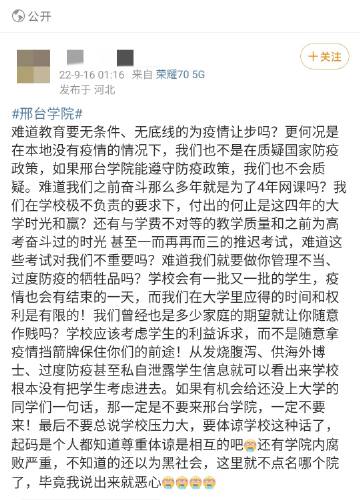 公开
+关注
22-9-16 01:16 来自 荣耀70 5G
发布于 河北
#邢台学院#
难道教育要无条件、无底线的为疫情让步吗？更何况是
在本地没有疫情的情况下，我们也不是在质疑国家防疫
政策，如果邢台学院能遵守防疫政策，我们也不会质
疑。难道我们之前奋斗那么多年就是为了4年网课吗？我
们在学校极不负责的要求下，付出的何止是这四年的大
学时光和赢？还有与学费不对等的教学质量和之前为高
考奋斗过的时光 甚至一而再再而三的推迟考试，难道这
些考试对我们不重要吗？难道我们就要做你管理不当、
过度防疫的牺牲品吗？学校会有一批又一批的学生，疫
情也会有结束的一天，而我们在大学里应得的时间和权
利是有限的！我们曾经也是多少家庭的期望就让你随意
作贱吗？学校应该考虑学生的利益诉求，而不是随意拿
疫情挡箭牌保住你们的前途！从发烧腹泻、供海外博
士、过度防疫甚至私自泄露学生信息就可以看出来学校
根本没有把学生考虑进去。如果有机会给还没上大学的
同学们一句话，那一定是不要来邢台学院，一定不要
来！最后不要总说学校压力大，要体谅学校这种话了，
起码是个人都知道尊重体谅是相互的吧😭还有学院内腐
败严重，不知道的还以为黑社会，这里就不点名哪个院
了，毕竟我说出来就恶心😭😭😭😭